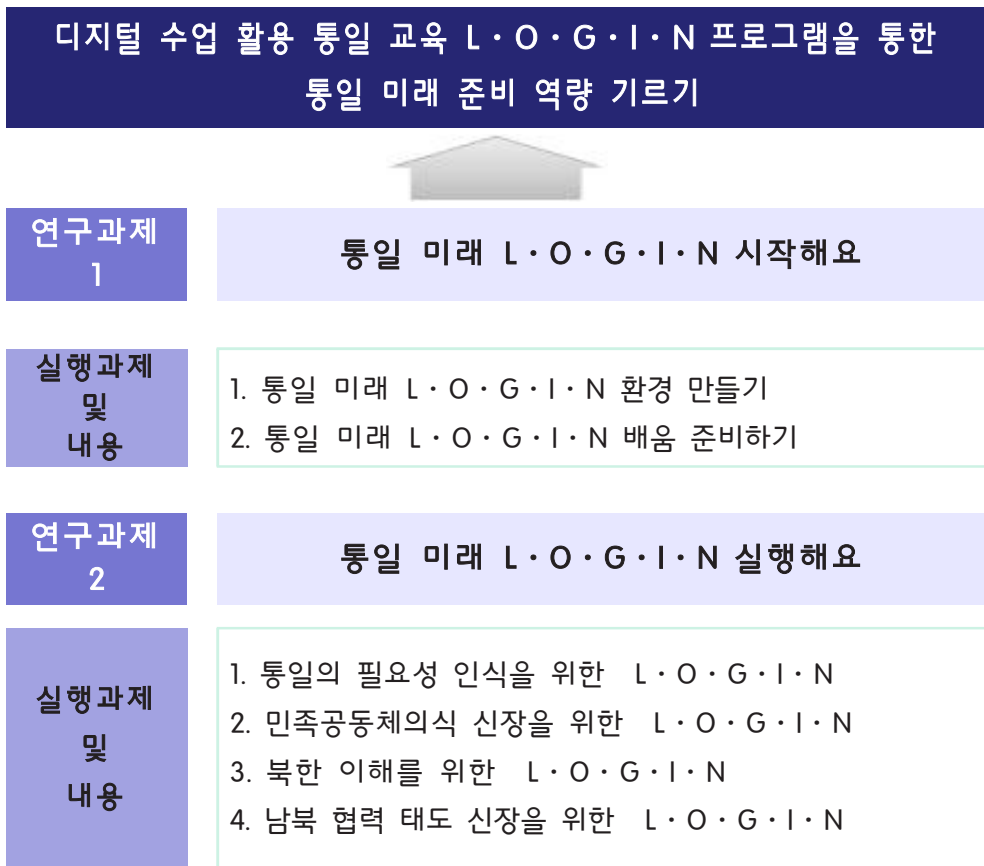 디지털 수업 활용 통일 교육 L·O·G·I·N 프로그램을 통한
통일 미래 준비 역량 기르기
연구과제
1
통일 미래 L·O·G·I·N 시작해요
실행과제
및
내용
1. 통일 미래 L·O·G·I·N 환경 만들기
2. 통일 미래 L·O·G·I·N 배움 준비하기
연구과제
2
통일 미래 L·O·G·I·N 실행해요
실행과제
및
내용
1. 통일의 필요성 인식을 위한 L·O·G·I·N
2. 민족공동체의식 신장을 위한 L·O·G·I·N
3. 북한 이해를 위한 L·O·G·I·N
4. 남북 협력 태도 신장을 위한 L·O·G·I·N